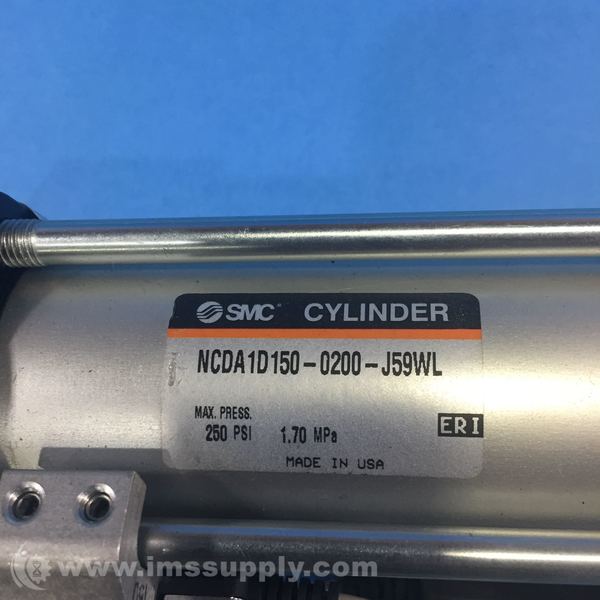 SMC CYLINDER
NCDA1D150-0200-J59WL
MAX. PRESS.
250 PSI 1.70 MPa
ERI
MADE IN USA
© www.imssupply.com